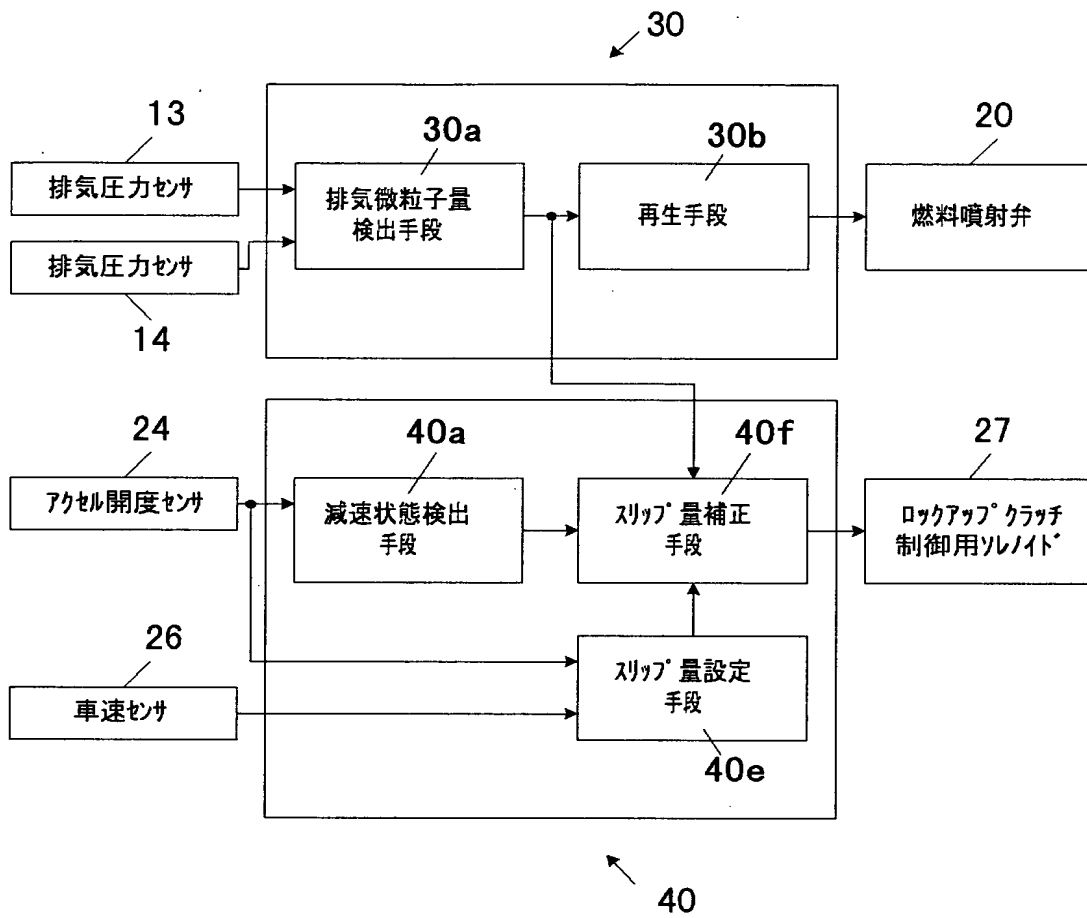 30
13
排気圧力センサ
排気圧力センサ
14
30a
排気微粒子量
検出手段
30b
再生手段
20
燃料噴射弁
24
アクセル開度センサ
40a
減速状態検出
手段
40f
スリップ量補正
手段
27
ロックアップクラッチ
制御用ソレノイド
26
車速センサ
スリップ量設定
手段
40e
40